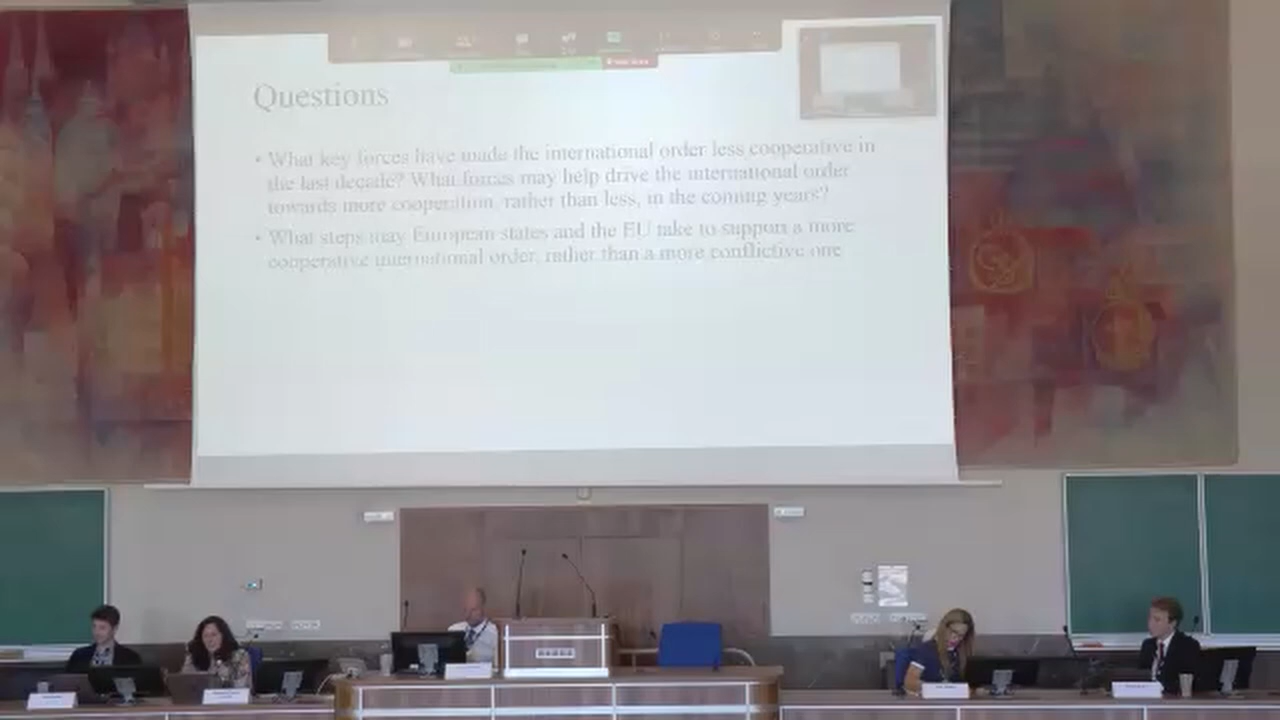 Questions
• What key forces have made the international order less cooperative in
the last decade? What forces may help drive the international order
towards more cooperation, rather than less, in the coming years?
• What steps may European states and the EU take to support a more
cooperative international order, rather than a more conflictive one